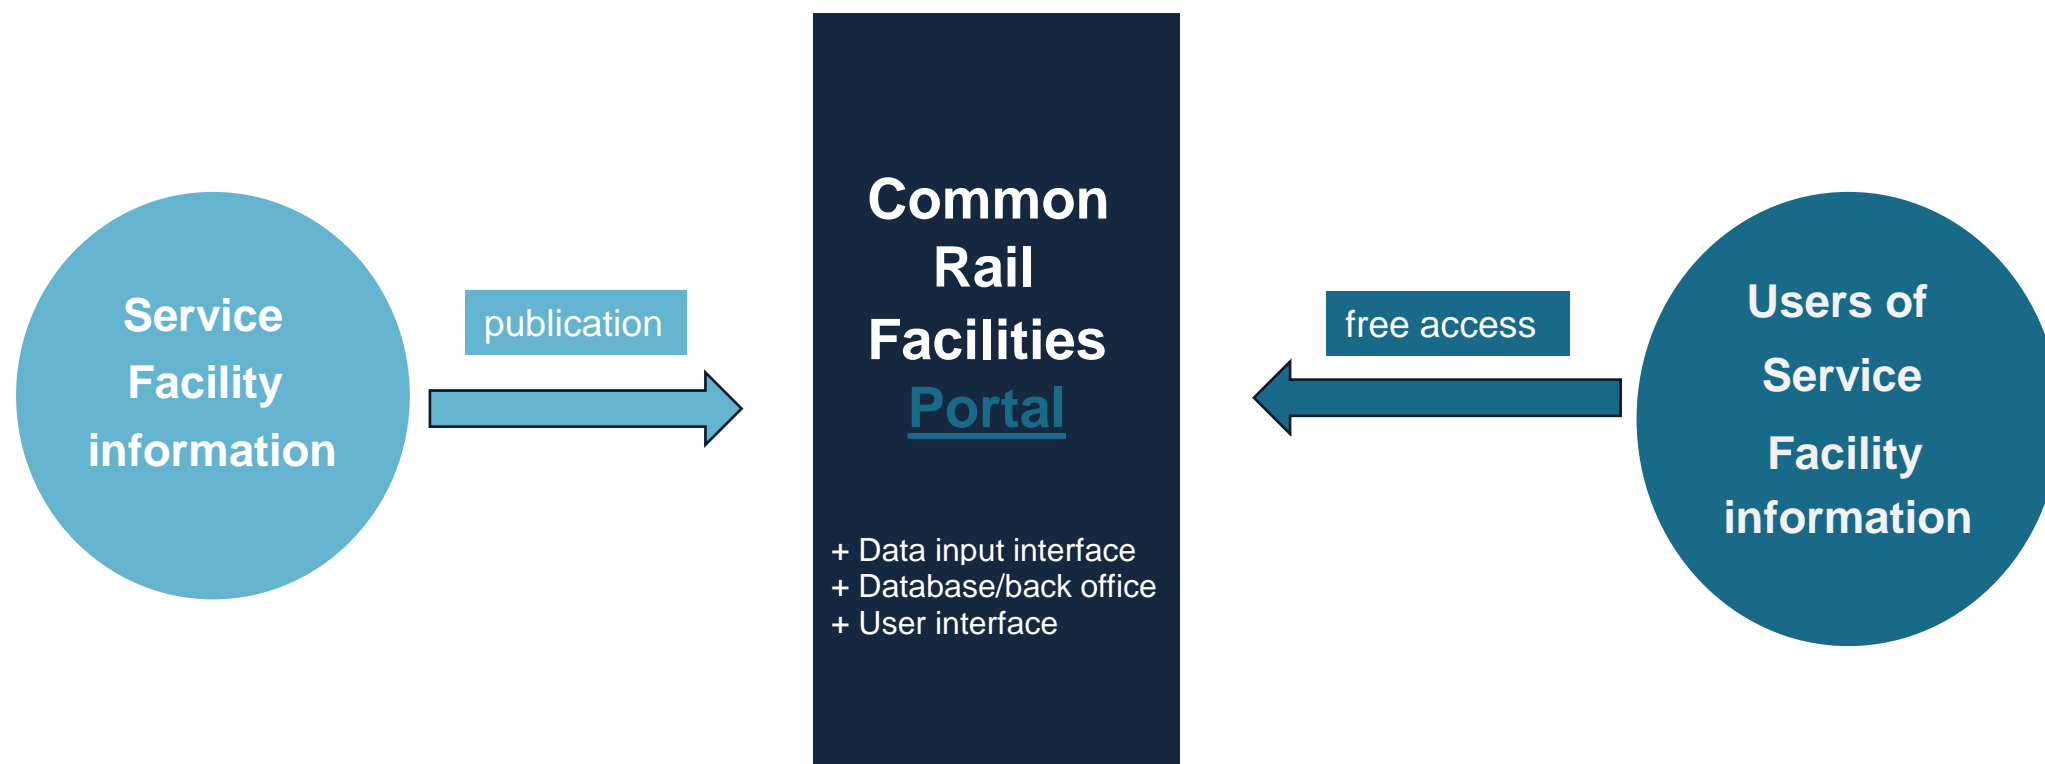 Service
Facility
information
publication
Common
Rail
Facilities
Portal
+ Data input interface
+ Database/back office
+ User interface
free access
Users of
Service
Facility
information